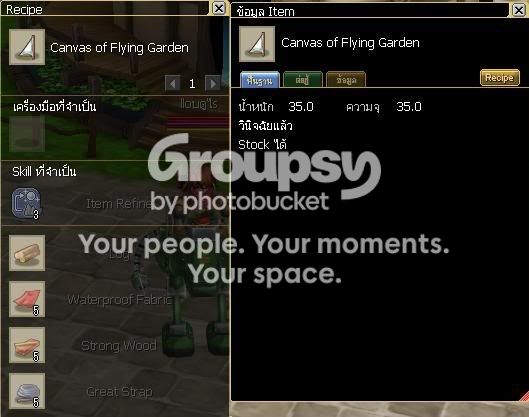 Recipe
Canvas of Flying Garden
1
เครื่องมือที่จำเป็น
Skill ที่จำเป็น
3
Item Refine
Log
Waterproof Fabric
5
Strong Wood
5
Great Strap
5
ข้อมูล Item
Canvas of Flying Garden
พื้นฐาน ต่อสู้ ข้อมูล Recipe
น้ำหนัก 35.0 ความจุ 35.0
วินิจฉัยแล้ว
Stock ได้
Groupsy
by photobucket
Your people. Your moments.
Your space.